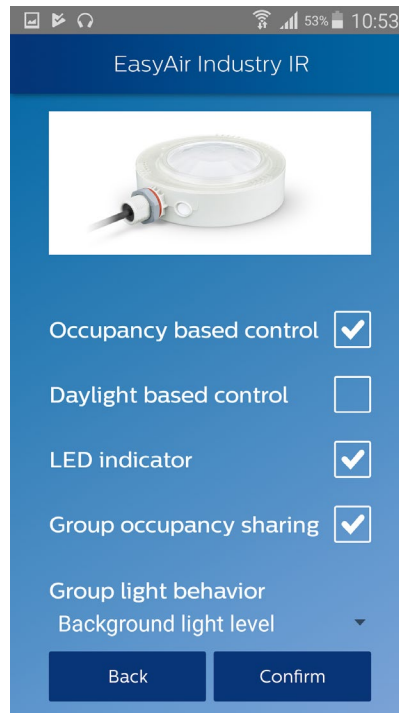 53% 10:53
EasyAir Industry IR
Occupancy based control
Daylight based control
LED indicator
Group occupancy sharing
Group light behavior
Background light level
Back Confirm